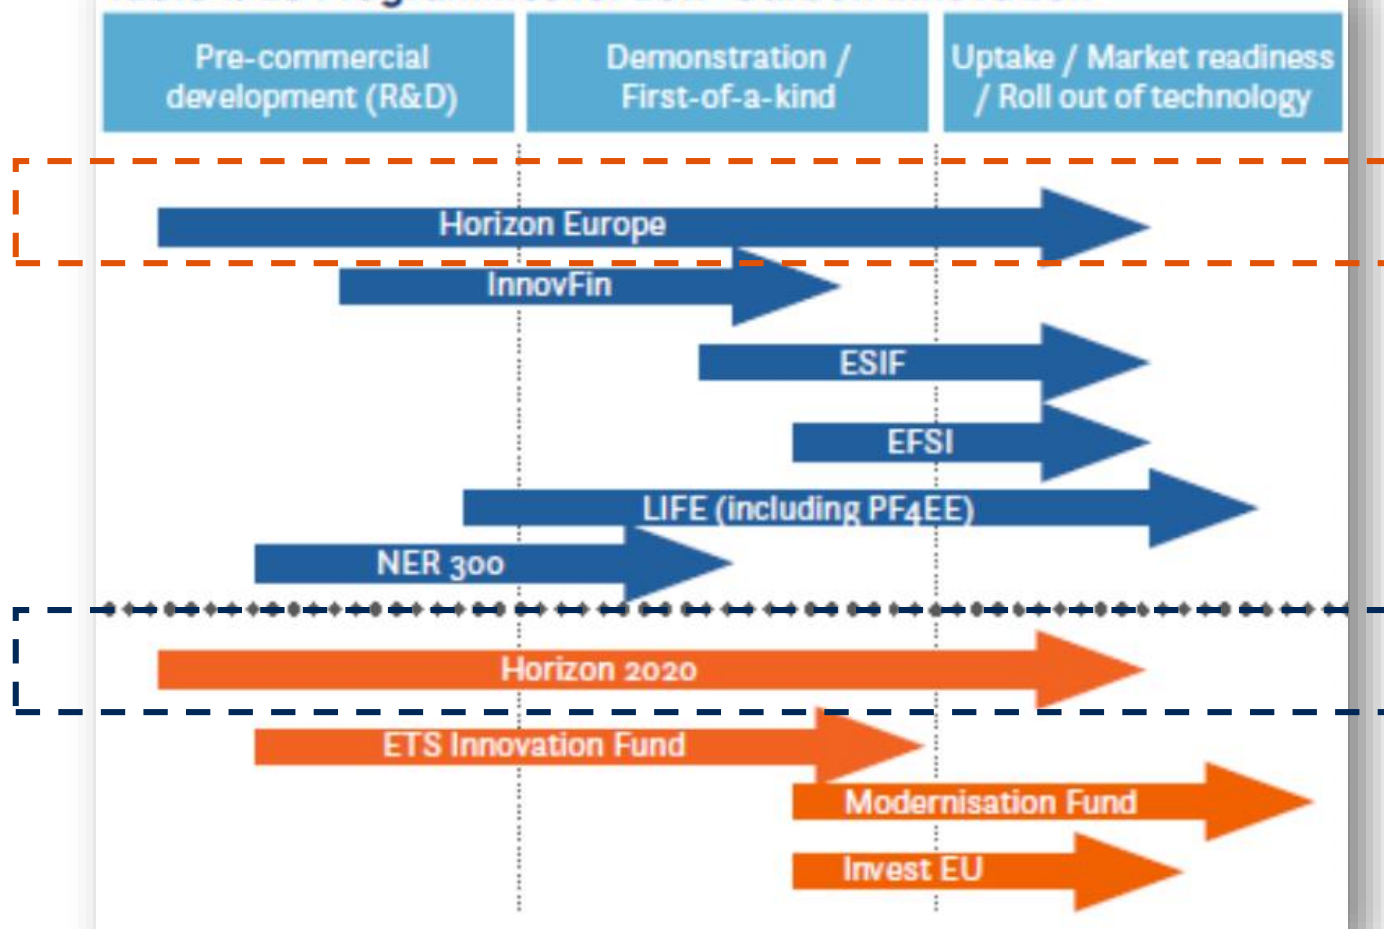 Pre-commercial
development (R&D)
Demonstration /
First-of-a-kind
Uptake / Market readiness
/ Roll out of technology
Horizon Europe
InnovFin
ESIF
EFSI
LIFE (including PF4EE)
NER 300
Horizon 2020
ETS Innovation Fund
Modernisation Fund
Invest EU